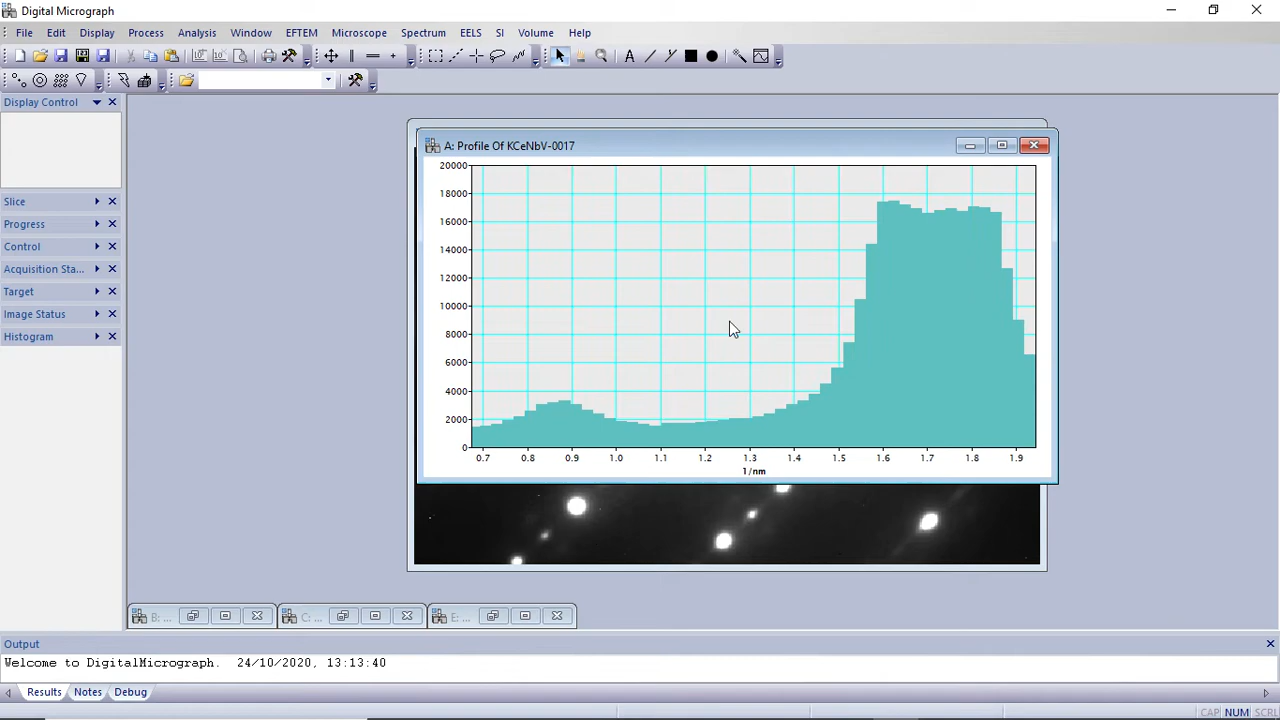 Digital Micrograph
File Edit Display Process Analysis Window EFTEM Microscope Spectrum EELS SI Volume Help
Display Control
Slice
Progress
Control
Acquisition Sta...
Target
Image Status
Histogram
A: Profile Of KCeNbV-0017
20000
18000
16000
14000
12000
10000
8000
6000
4000
2000
0
0.7 0.8 0.9 1.0 1.1 1.2 1.3 1.4 1.5 1.6 1.7 1.8 1.9
1/nm
B: ... C: ... E: ...
Output
Welcome to DigitalMicrograph. 24/10/2020, 13:13:40
Results Notes Debug
CAP NUM SCRL